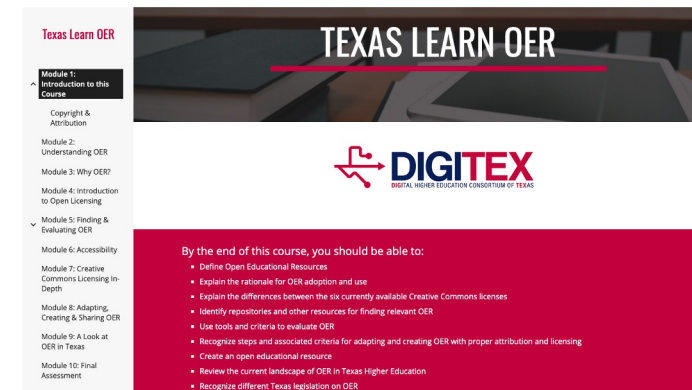 Texas Learn OER
Module 1:
Introduction to this
Course
Copyright &
Attribution
Module 2:
Understanding OER
Module 3: Why OER?
Module 4: Introduction
to Open Licensing
Module 5: Finding &
Evaluating OER
Module 6: Accessibility
Module 7: Creative
Commons Licensing In-
Depth
Module 8: Adapting,
Creating & Sharing OER
Module 9: A Look at
OER in Texas
Module 10: Final
Assessment
TEXAS LEARN OER
DIGITEX
DIGITAL HIGHER EDUCATION CONSORTIUM OF TEXAS
By the end of this course, you should be able to:
Define Open Educational Resources
Explain the rationale for OER adoption and use
Explain the differences between the six currently available Creative Commons licenses
Identify repositories and other resources for finding relevant OER
Use tools and criteria to evaluate OER
Recognize steps and associated criteria for adapting and creating OER with proper attribution and licensing
Create an open educational resource
Review the current landscape of OER in Texas Higher Education
Recognize different Texas legislation on OER